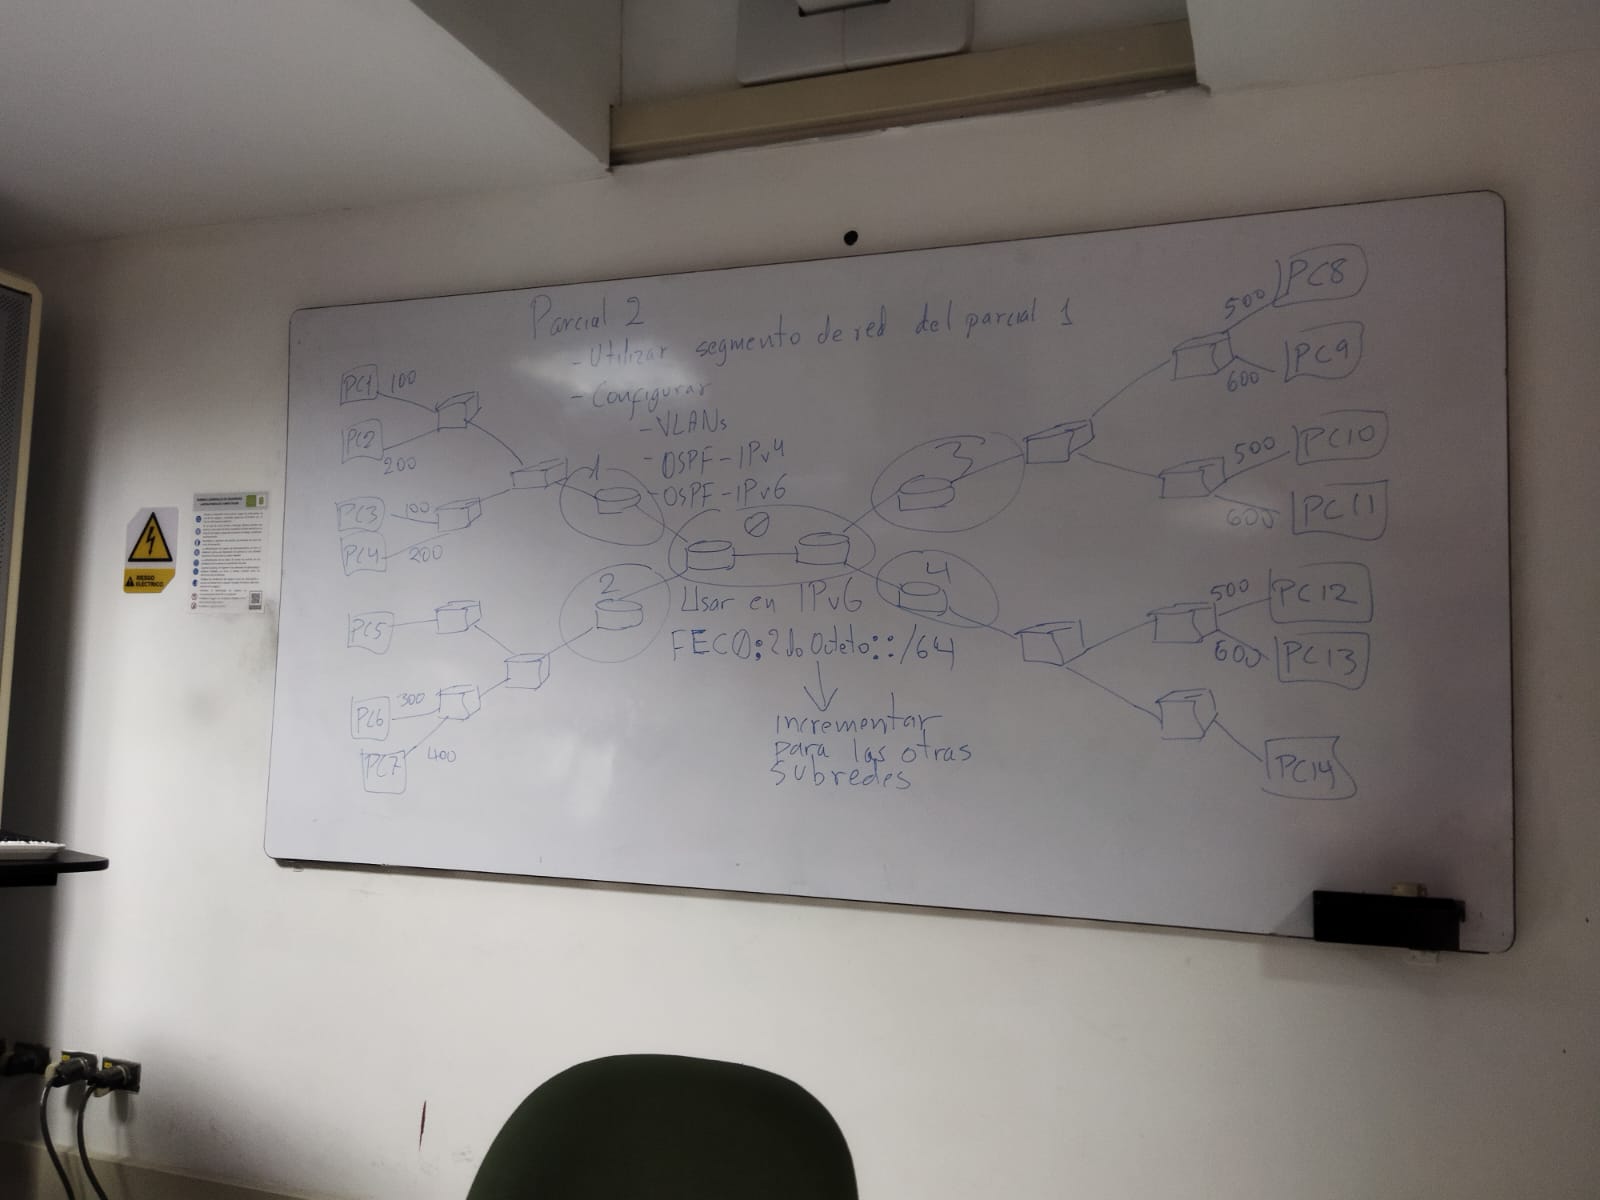 Parcial 2
- Utilizar segmento de red del parcial 1
- Configurar
- VLANs
- OSPF-IPv4
- OSPF-IPv6
PC1 100
PC2
200
PC3 100
PC4 200
PC5
PC6 300
PC7 400
1
2
0
3
4
Usar en IPv6
FEC0:2do Octeto::/64
incrementar
para las otras
subredes
500 PC8
600 PC9
500 PC10
600 PC11
500 PC12
600 PC13
PC14
RIESGO
ELÉCTRICO